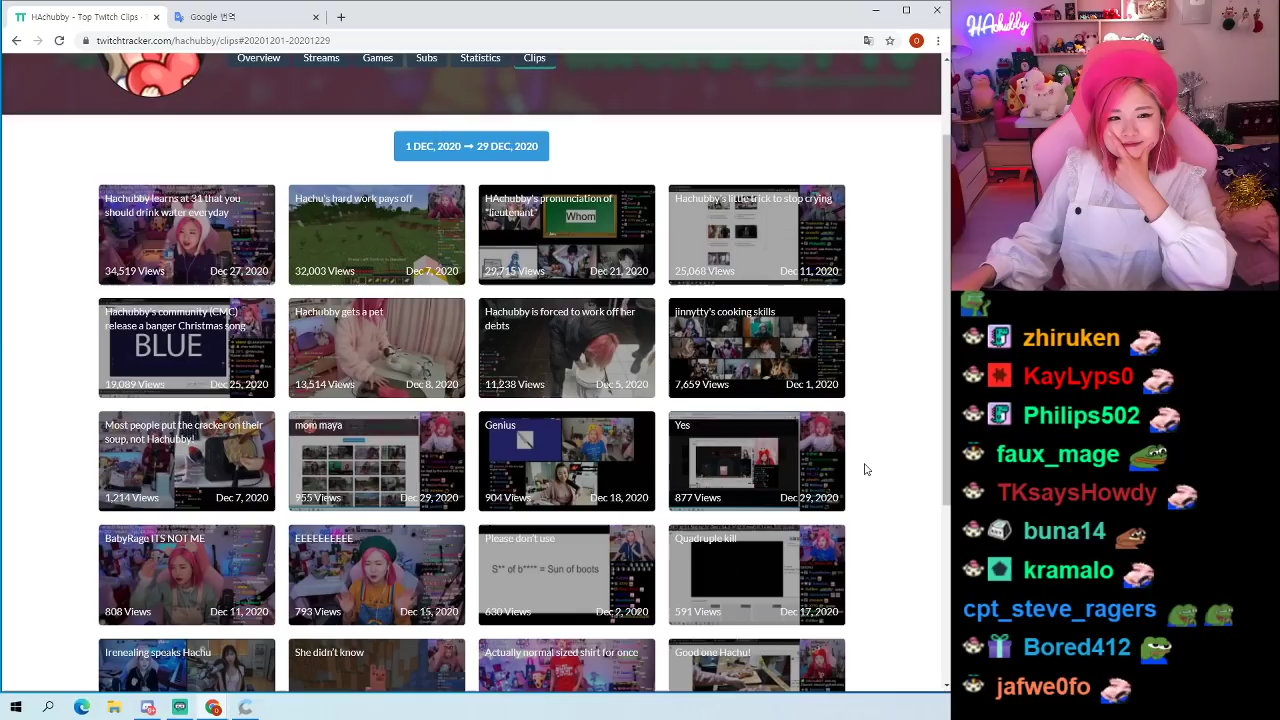 HAchubby - Top Twitch Clips -
Google 번역
twitchtracker.com/hachubby/clips#20201201-20201229
HAchubby
Overview
Streams
Games
Subs
Statistics
Clips
1 DEC, 2020 ➞ 29 DEC, 2020
Hachubby learns at 31 that you
should drink water everyday
34,519 Views
Dec 27, 2020
Hachu's hard work pays off
32,003 Views
Dec 7, 2020
HAchubby's pronunciation of
"lieutenant"
Whom
29,715 Views
Dec 21, 2020
Hachubby's little trick to stop crying
25,068 Views
Dec 11, 2020
Hachubby's community (CMC)
release a banger Christmas song
BLUE
19,089 Views
Dec 25, 2020
Hachubby gets a pet
13,514 Views
Dec 8, 2020
Hachubby is forced to work off her
debts
11,238 Views
Dec 5, 2020
jinnytty's cooking skills
7,659 Views
Dec 1, 2020
Most people put the cracker on their
soup, not Hachubby!
1,214 Views
Dec 7, 2020
mom maya
955 Views
Dec 29, 2020
Genius
904 Views
Dec 18, 2020
Yes
877 Views
Dec 29, 2020
BabyRage ITS NOT ME
808 Views
Dec 11, 2020
EEEEEEEEEE
793 Views
Dec 15, 2020
Please don't use
S** of b**** = Sun of boots
630 Views
Dec 2, 2020
Quadruple kill
591 Views
Dec 17, 2020
Irenealing speaks Hachu
She didn't know
Actually normal sized shirt for once
Good one Hachu!
zhiruken
KayLyps0
Philips502
faux_mage
TKsaysHowdy
buna14
kramalo
cpt_steve_ragers
Bored412
jafwe0fo